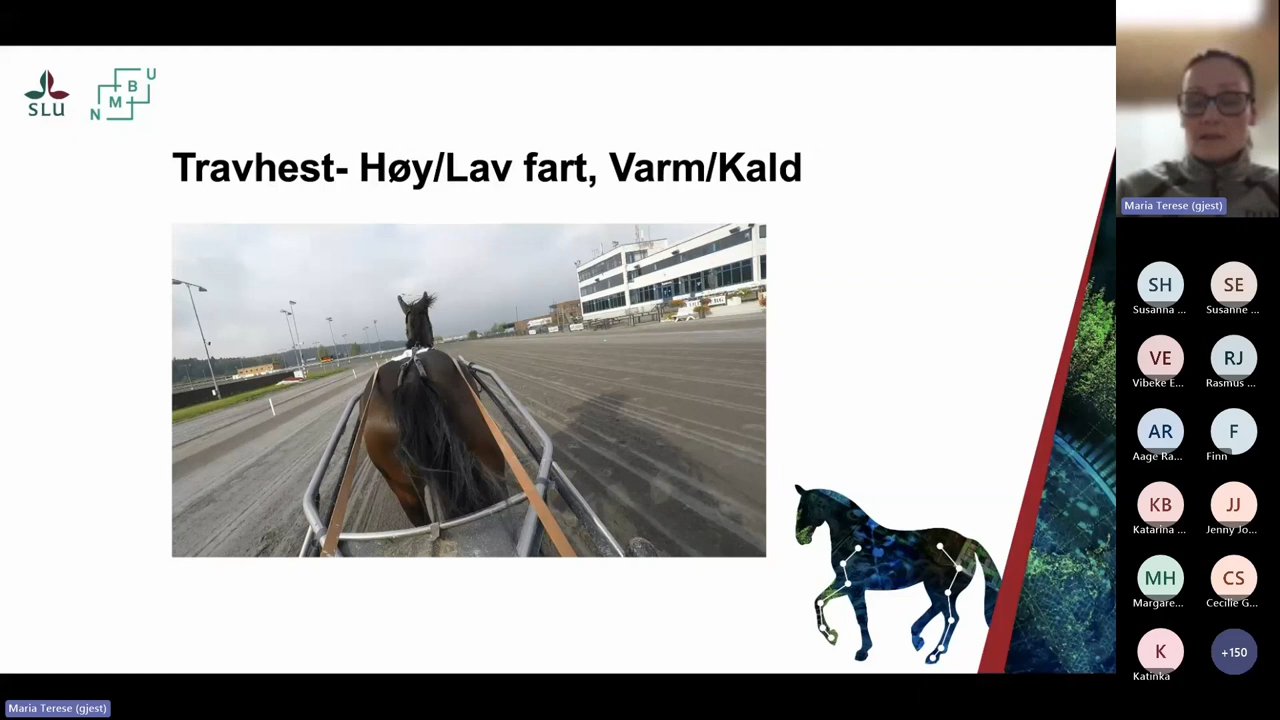 SLU
N M B U
Travhest- Høy/Lav fart, Varm/Kald
Maria Terese (gjest)
SH
Susanna ...
SE
Susanne ...
VE
Vibeke E...
RJ
Rasmus ...
AR
Aage Ra...
F
Finn
KB
Katarina ...
JJ
Jenny Jo...
MH
Margare...
CS
Cecilie G...
K
Katinka
+150
Maria Terese (gjest)